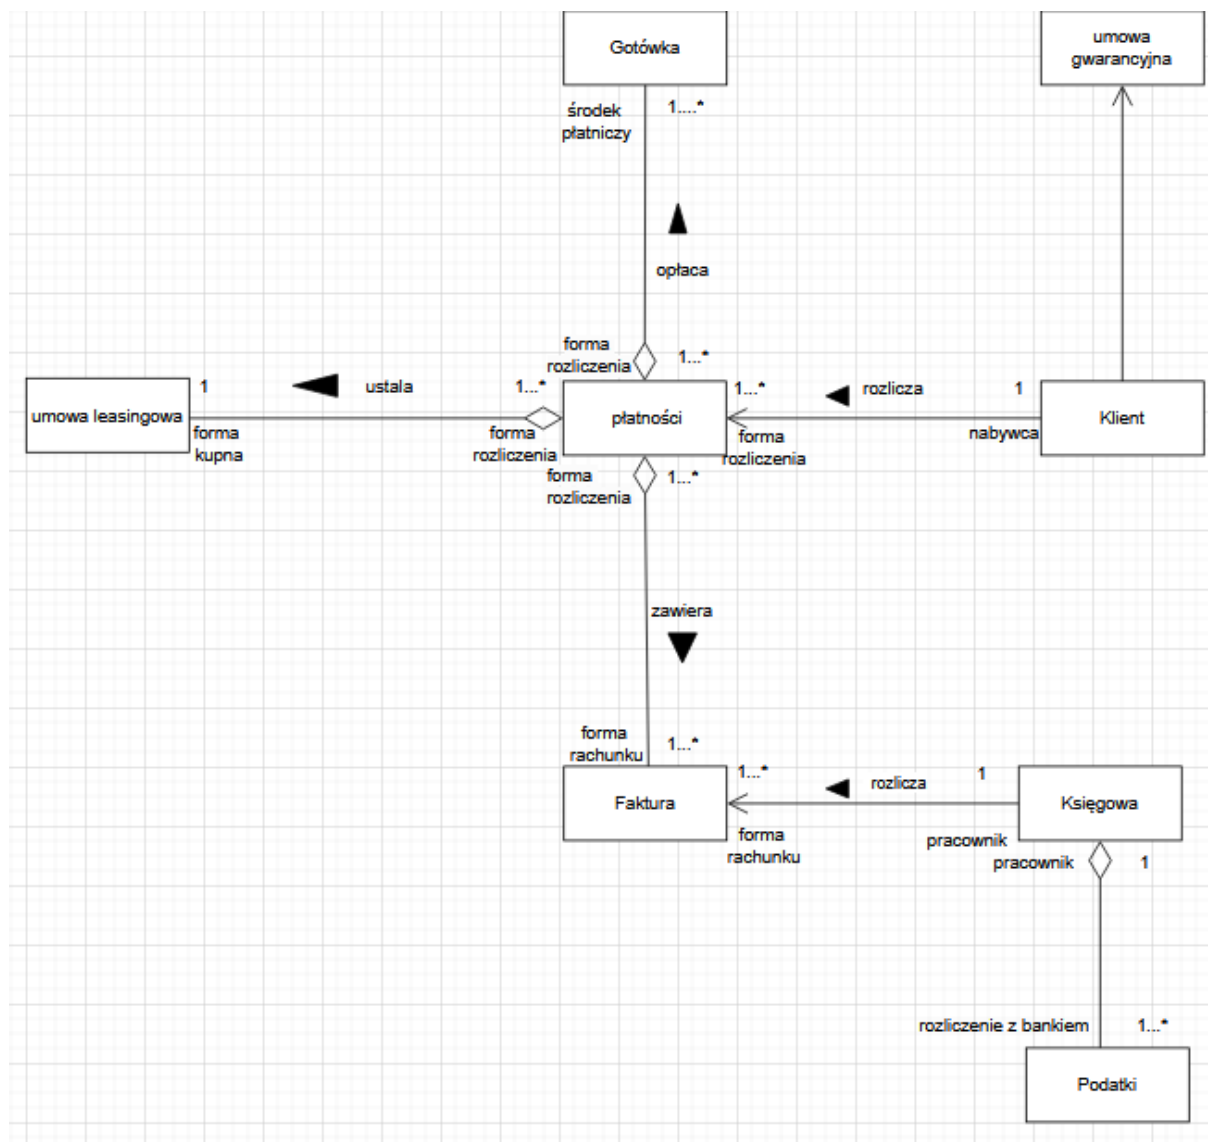 Gotówka
umowa
gwarancyjna
środek
płatniczy
1....*
opłaca
forma
rozliczenia
1...*
1
ustala
1...*
1...*
rozlicza
1
umowa leasingowa
płatności
Klient
forma
kupna
forma
rozliczenia
forma
rozliczenia
nabywca
forma
rozliczenia
1...*
zawiera
forma
rachunku
1...*
1...*
rozlicza
1
Faktura
Księgowa
forma
rachunku
pracownik
pracownik
1
rozliczenie z bankiem
1...*
Podatki